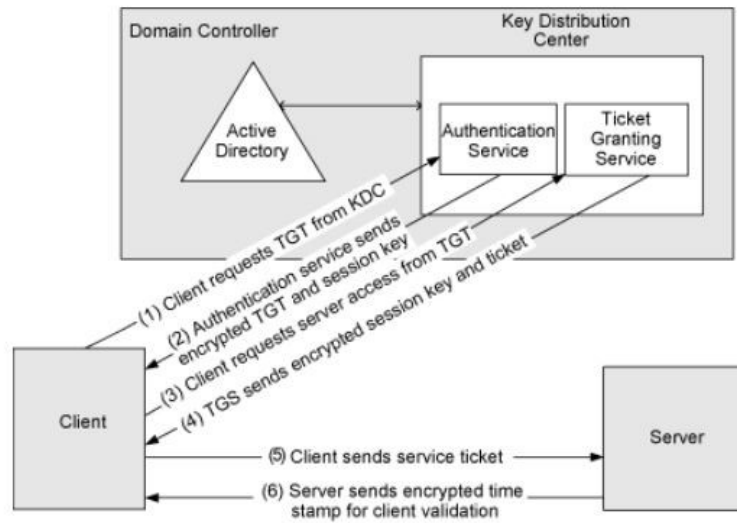 Domain Controller
Key Distribution
Center
Active
Directory
Authentication
Service
Ticket
Granting
Service
(1) Client requests TGT from KDC
(2) Authentication service sends
encrypted TGT and session key
(3) Client requests server access from TGT
(4) TGS sends encrypted session key and ticket
Client
Server
(5) Client sends service ticket
(6) Server sends encrypted time
stamp for client validation